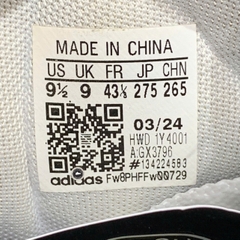 MADE IN CHINA
US UK FR JP CHN
9½ 9 43⅓ 275 265
03/24
HWD 1Y4001
A:GX3796
#134224583
adidas FW8PHFFw00729